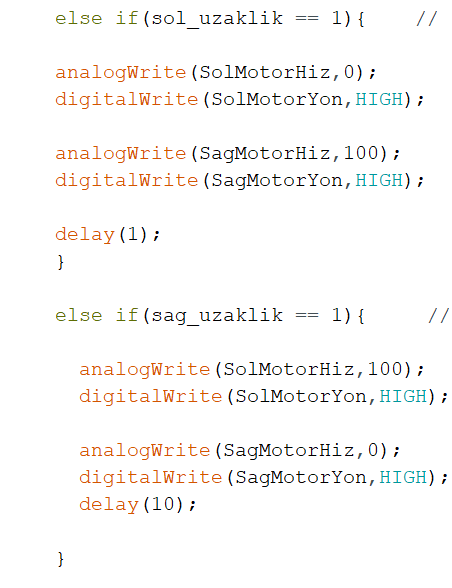 else if(sol_uzaklik == 1){    //
analogWrite(SolMotorHiz,0);
digitalWrite(SolMotorYon,HIGH);
analogWrite(SagMotorHiz,100);
digitalWrite(SagMotorYon,HIGH);
delay(1);
}
else if(sag_uzaklik == 1){     //
analogWrite(SolMotorHiz,100);
digitalWrite(SolMotorYon,HIGH);
analogWrite(SagMotorHiz,0);
digitalWrite(SagMotorYon,HIGH);
delay(10);
}